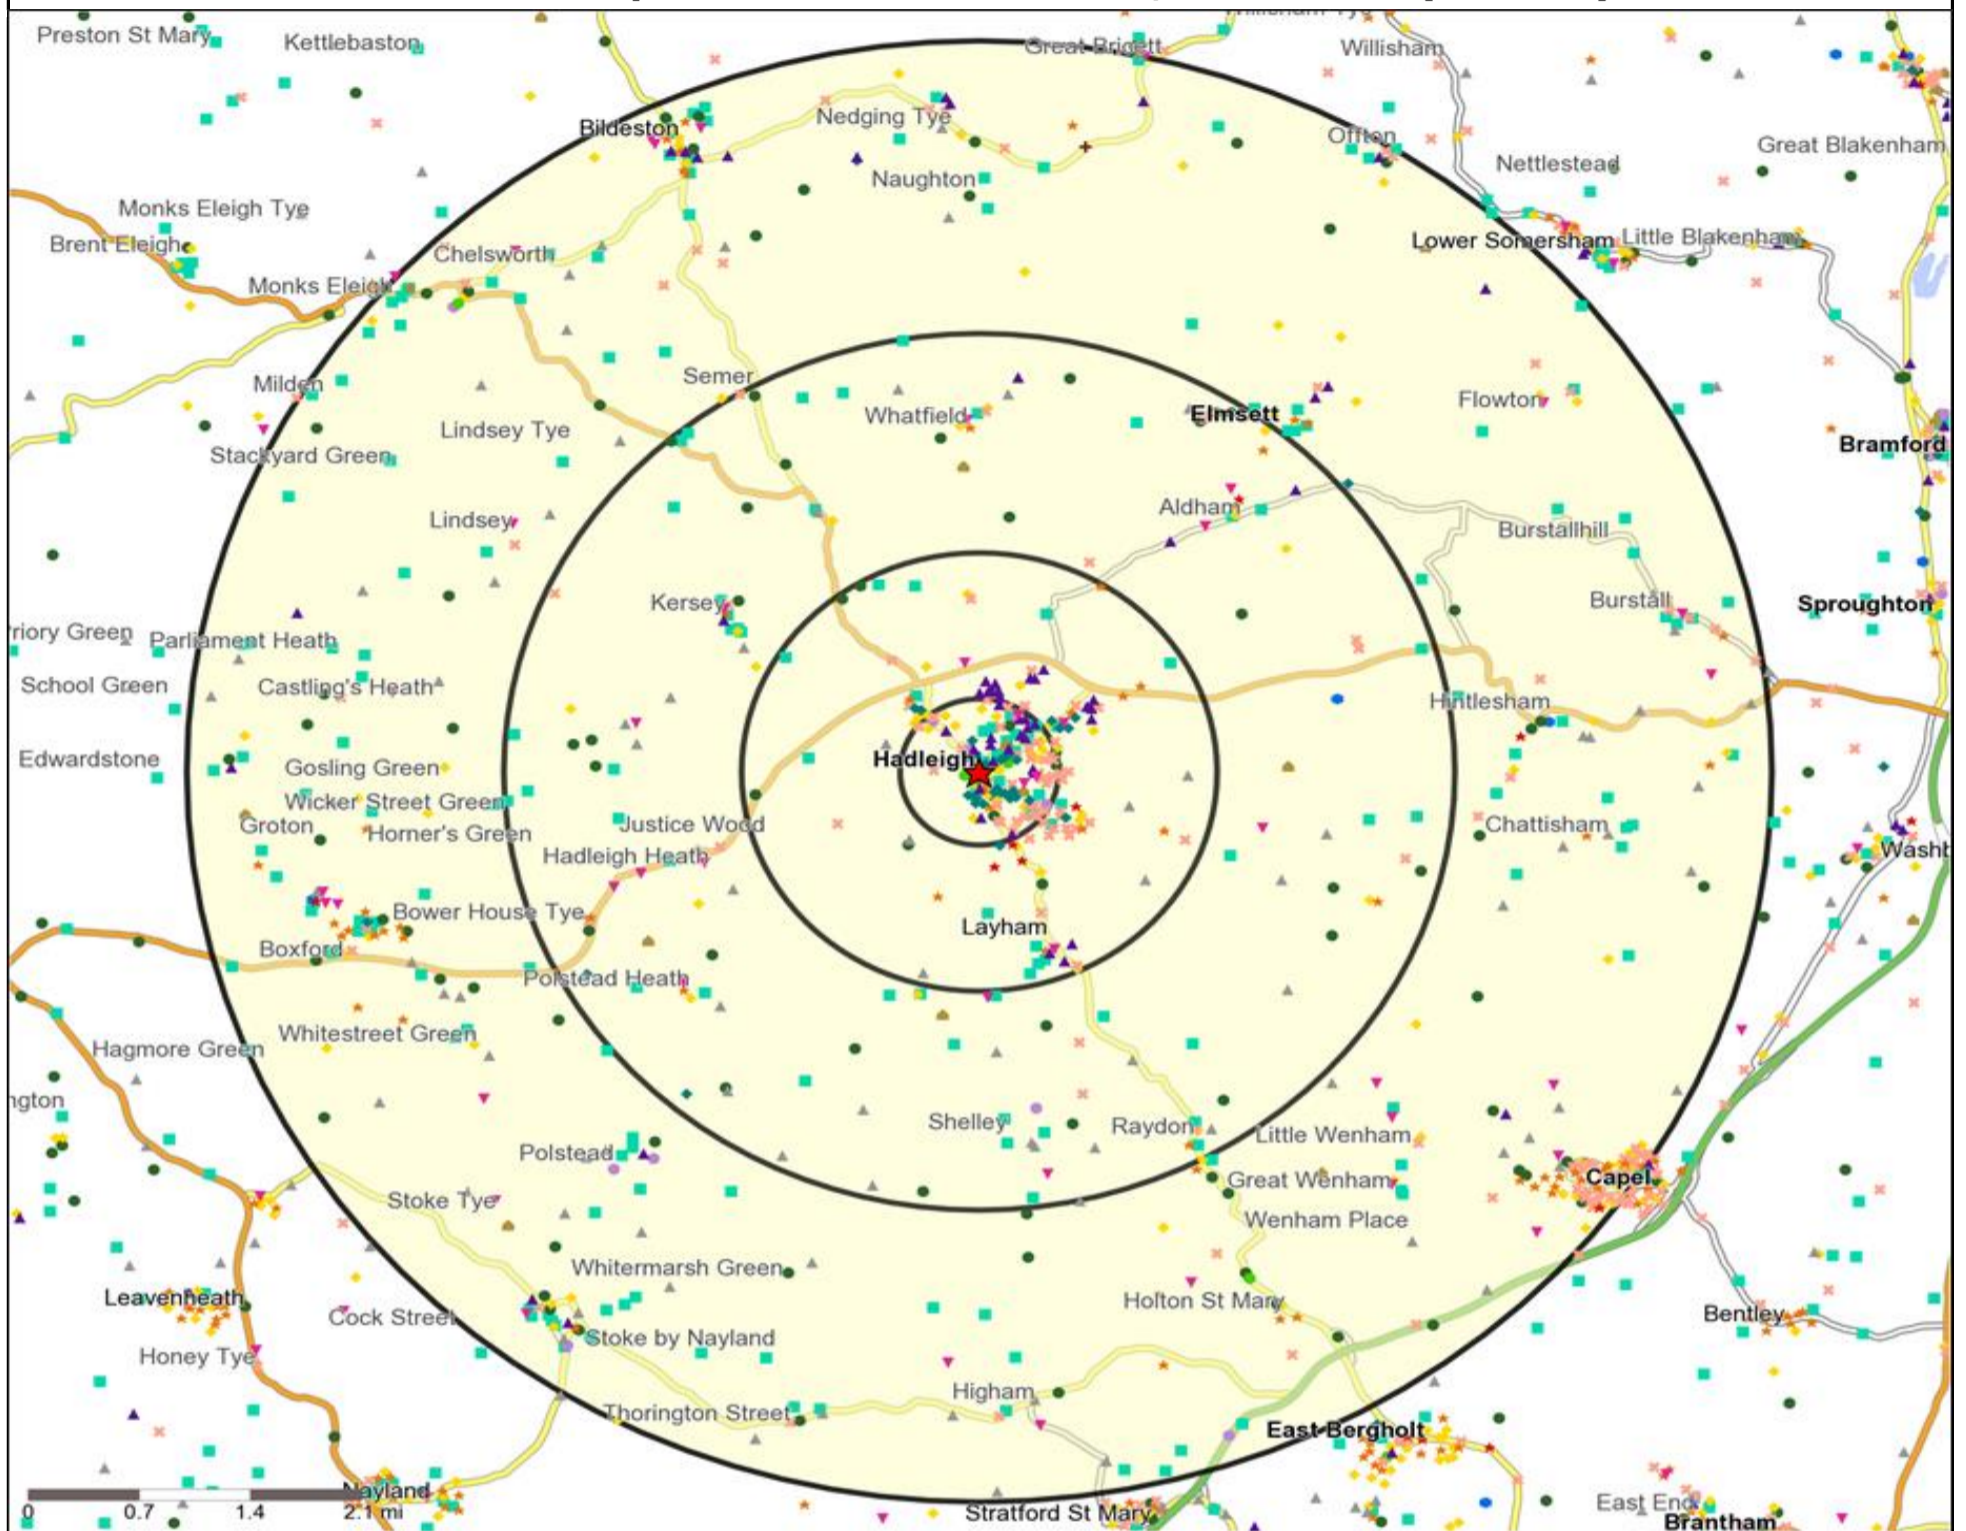 Preston St Mary
Kettlebaston
Great Bricett
Willisham
Bildeston
Nedging Tye
Offton
Great Blakenham
Nettlestead
Naughton
Monks Eleigh Tye
Brent Eleigh
Chelsworth
Lower Somersham
Little Blakenham
Monks Eleigh
Milden
Semer
Whatfield
Elmsett
Flowton
Lindsey Tye
Bramford
Stackyard Green
Aldham
Lindsey
Burstallhill
Kersey
Burstall
Sproughton
riory Green
Parliament Heath
School Green
Castling's Heath
Hintlesham
Edwardstone
Gosling Green
Hadleigh
Wicker Street Green
Groton
Horner's Green
Justice Wood
Chattisham
Hadleigh Heath
Washb
Bower House Tye
Layham
Boxford
Polstead Heath
Whitestreet Green
Hagmore Green
ngton
Shelley
Raydon
Little Wenham
Polstead
Great Wenham
Capel
Stoke Tye
Wenham Place
Whitermarsh Green
Leavenheath
Cock Street
Holton St Mary
Bentley
Stoke by Nayland
Honey Tye
Higham
Thorington Street
East Bergholt
Nayland
East End
Stratford St Mary
Brantham
0 0.7 1.4 2.1 mi